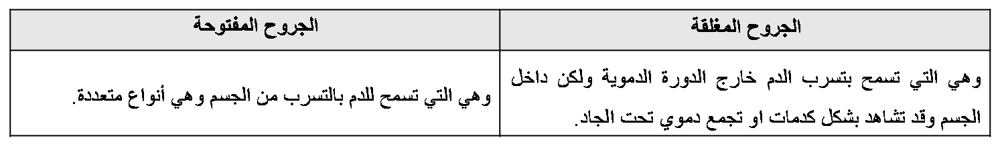 الجروح المغلقة
الجروح المفتوحة
وهي التي تسمح بتسرب الدم خارج الدورة الدموية ولكن داخل
الجسم وقد تشاهد بشكل كدمات او تجمع دموي تحت الجاد.
وهي التي تسمح للدم بالتسرب من الجسم وهي أنواع متعددة.